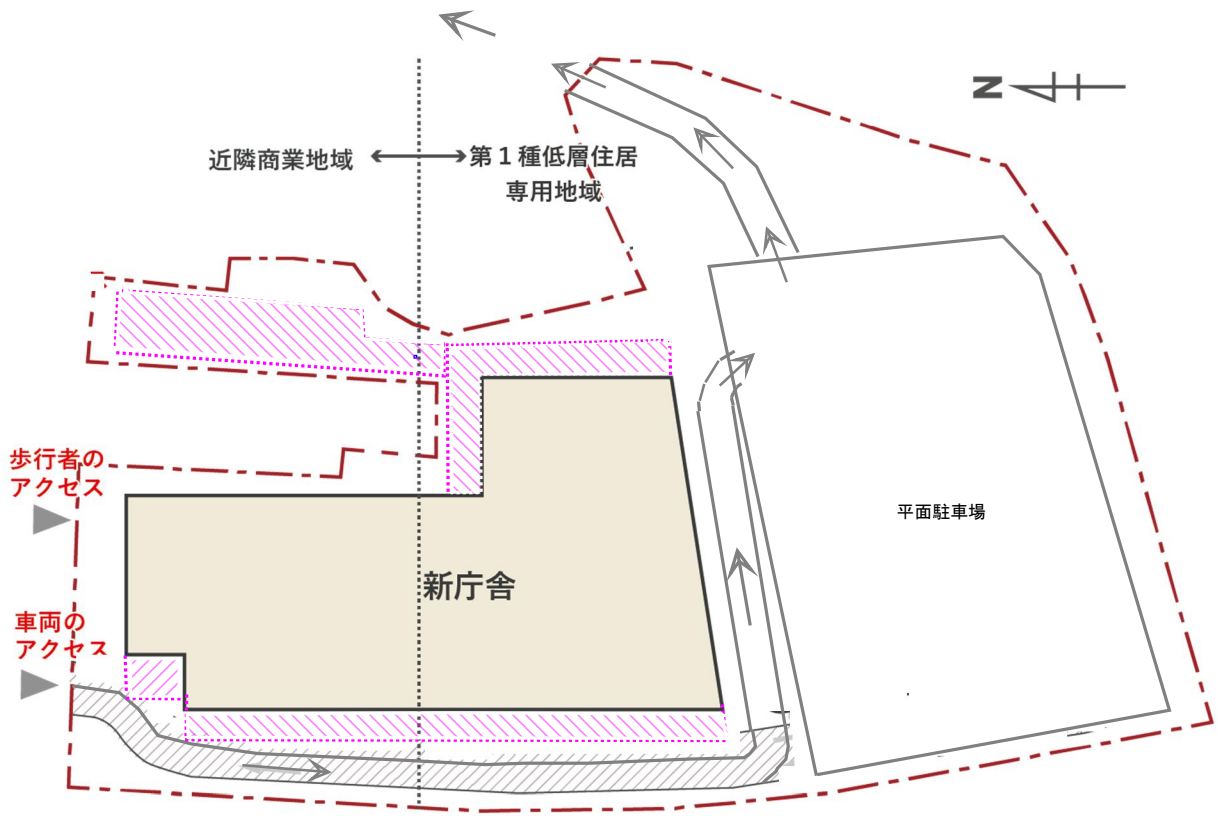 N
近隣商業地域
第1種低層住居
専用地域
歩行者の
アクセス
平面駐車場
新庁舎
車両の
アクセス